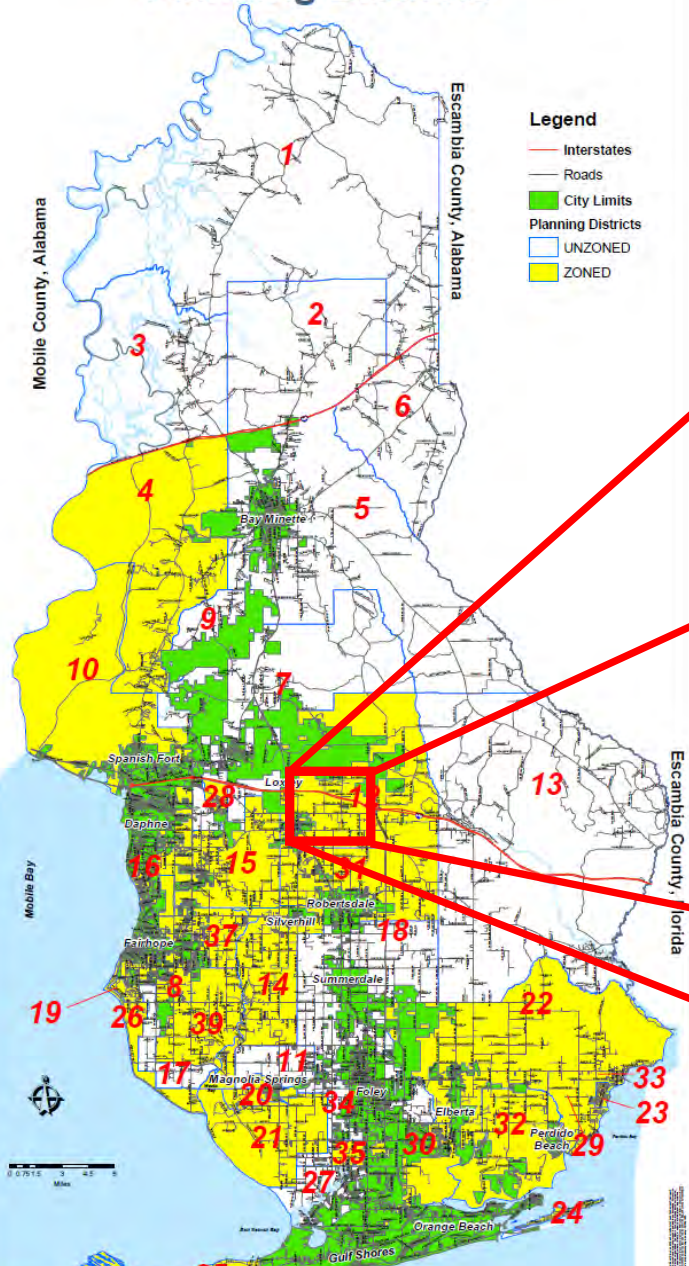 Escambia County, Alabama
Mobile County, Alabama
Legend
Interstates
Roads
City Limits
Planning Districts
UNZONED
ZONED
1
2
3
6
4
5
Bay Minette
9
10
7
Spanish Fort
Loxley
28
13
Escambia County, Florida
Daphne
16
15
31
Mobile Bay
Robertsdale
Silverhill
18
37
Fairhope
8
14
Summerdale
22
19
26
39
11
17
Magnolia Springs
20
34
Foley
Elberta
33
23
21
32
Perdido
Beach
29
35
30
27
24
Orange Beach
Gulf Shores
Miles